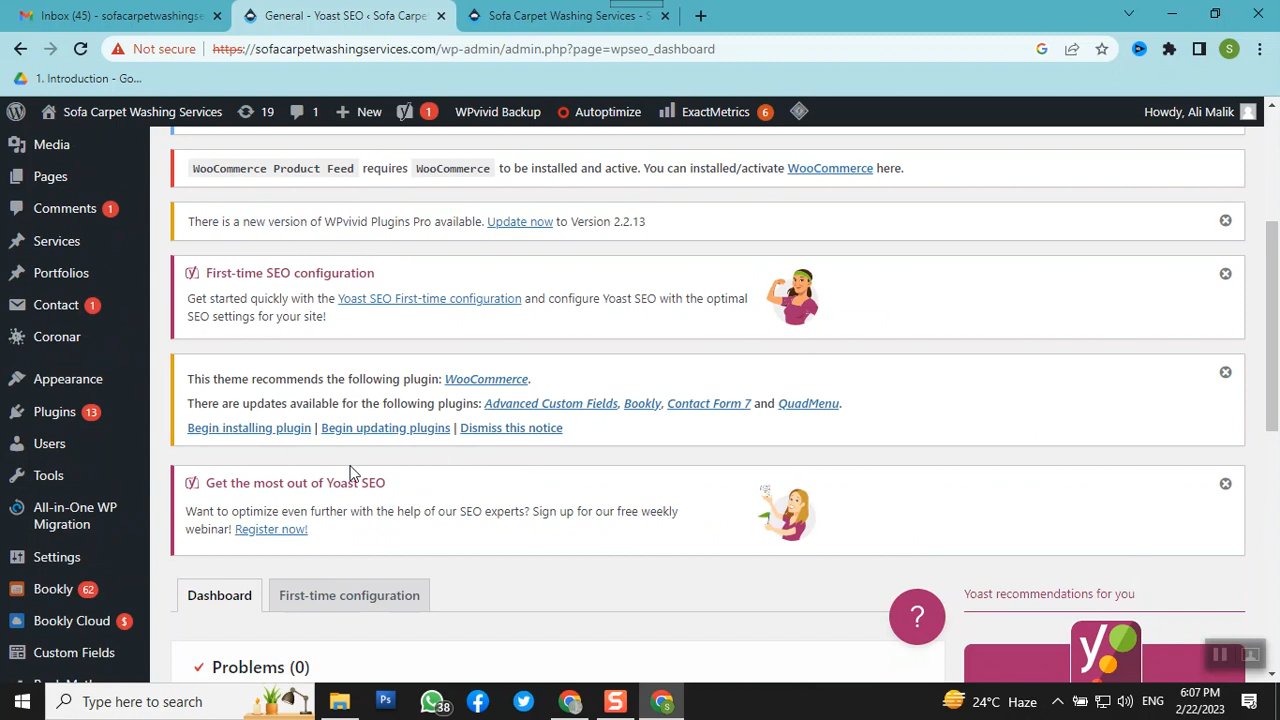 Inbox (45) - sofacarpetwashings
General - Yoast SEO ‹ Sofa Carpe
Sofa Carpet Washing Services - S
Not secure
https://sofacarpetwashingservices.com/wp-admin/admin.php?page=wpseo_dashboard
S
1. Introduction - Go...
Sofa Carpet Washing Services
19
1
New
1
WPvivid Backup
Autoptimize
ExactMetrics 6
Howdy, Ali Malik
Media
Pages
Comments 1
Services
Portfolios
Contact 1
Coronar
Appearance
Plugins 13
Users
Tools
All-in-One WP
Migration
Settings
Bookly 62
Bookly Cloud $
Custom Fields
WooCommerce Product Feed requires WooCommerce to be installed and active. You can installed/activate WooCommerce here.
There is a new version of WPvivid Plugins Pro available. Update now to Version 2.2.13
First-time SEO configuration
Get started quickly with the Yoast SEO First-time configuration and configure Yoast SEO with the optimal
SEO settings for your site!
This theme recommends the following plugin: WooCommerce.
There are updates available for the following plugins: Advanced Custom Fields, Bookly, Contact Form 7 and QuadMenu.
Begin installing plugin | Begin updating plugins | Dismiss this notice
Get the most out of Yoast SEO
Want to optimize even further with the help of our SEO experts? Sign up for our free weekly
webinar! Register now!
Dashboard
First-time configuration
Problems (0)
?
Yoast recommendations for you
y
Type here to search
Ps
38
24°C Haze
ENG
6:07 PM
2/22/2023